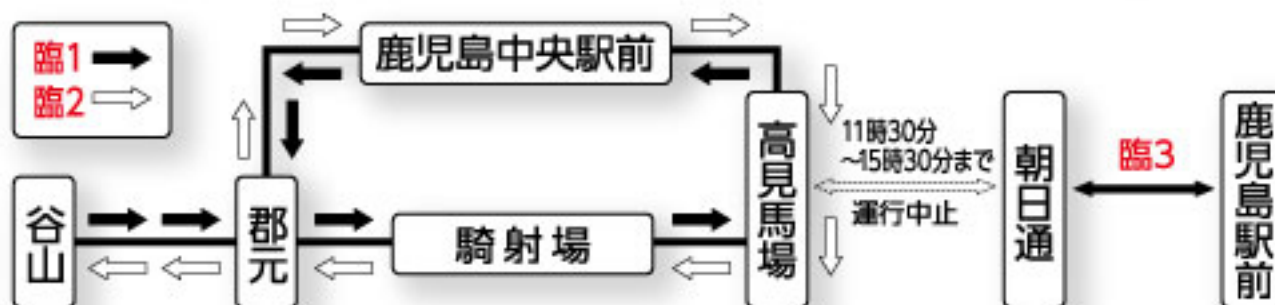 臨1
臨2
鹿児島中央駅前
谷山
郡元
騎射場
高見馬場
11時30分
~15時30分まで
運行中止
朝日通
臨3
鹿児島駅前